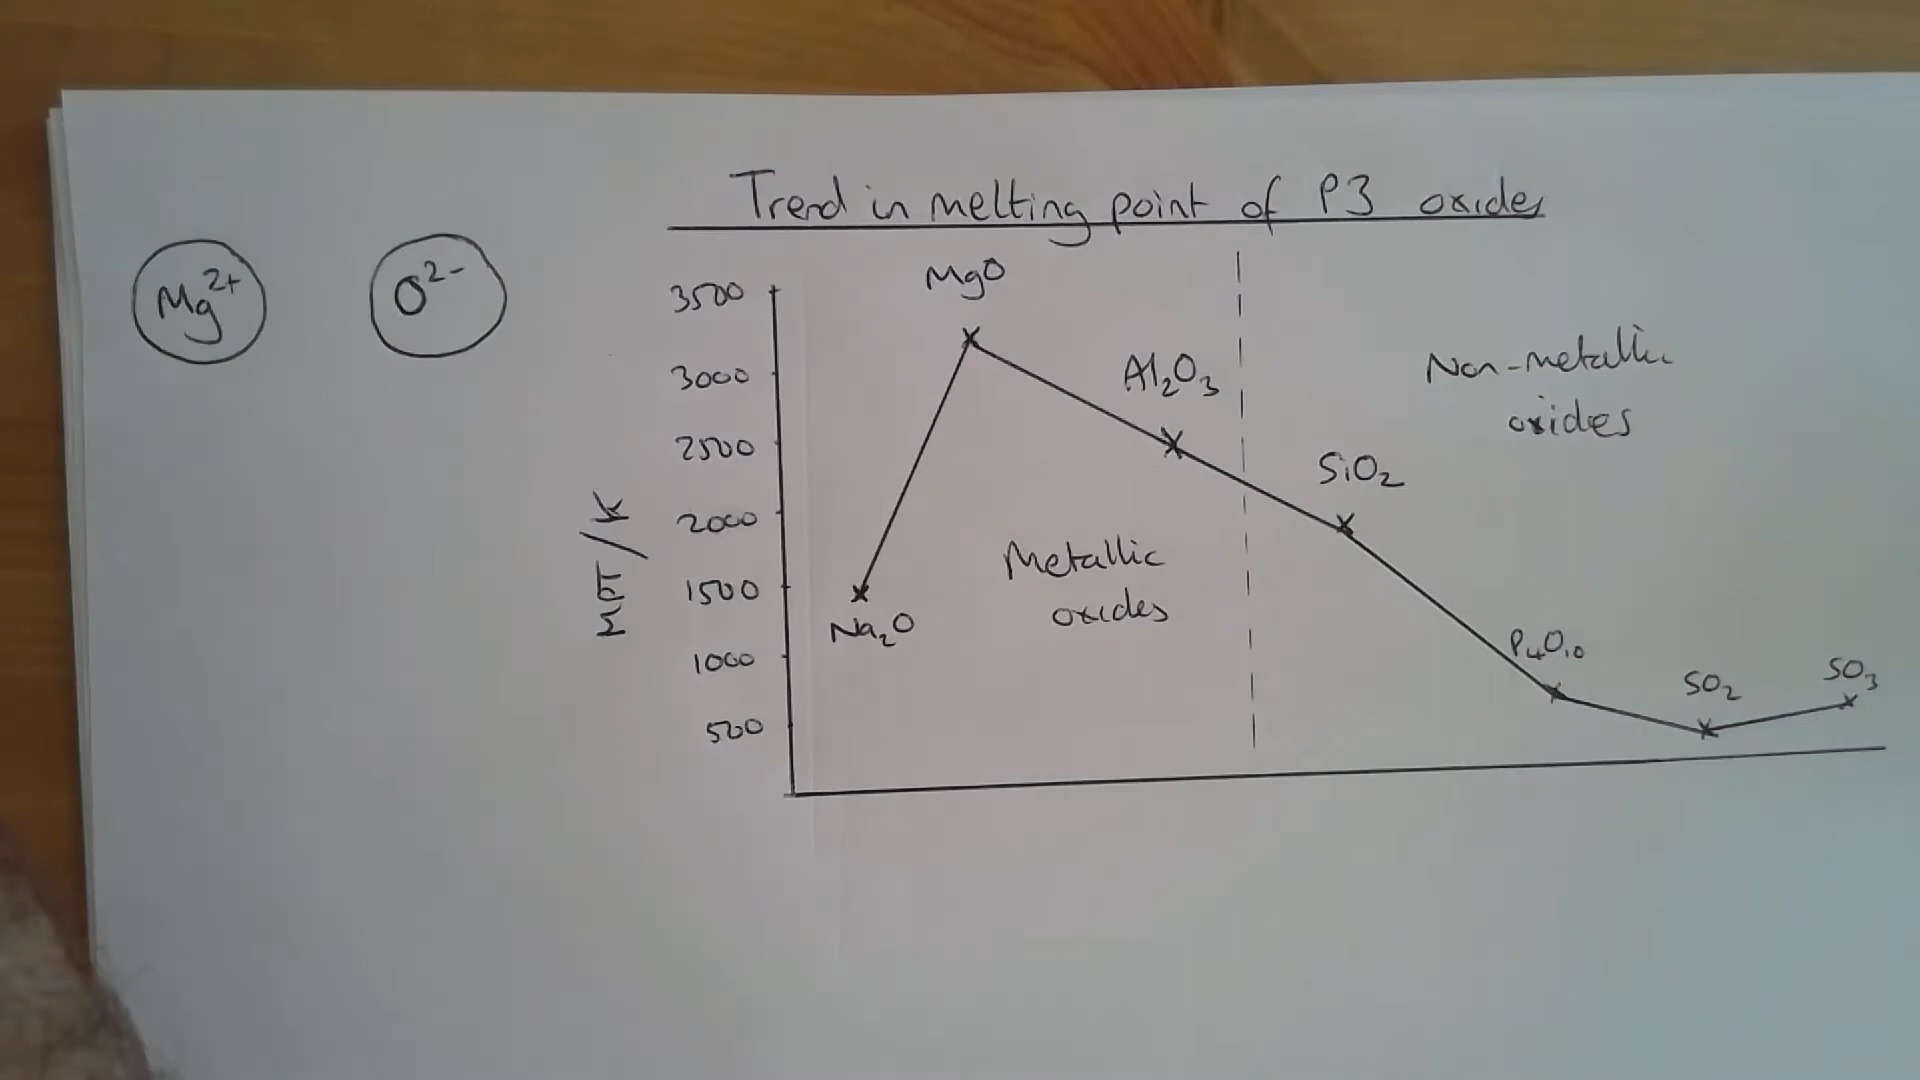 Trend in melting point of P3 oxides
Mg2+
O2-
MPT/K
3500
3000
2500
2000
1500
1000
500
MgO
Al2O3
Na2O
Metallic
oxides
Non-metallic
oxides
SiO2
P4O10
SO2
SO3